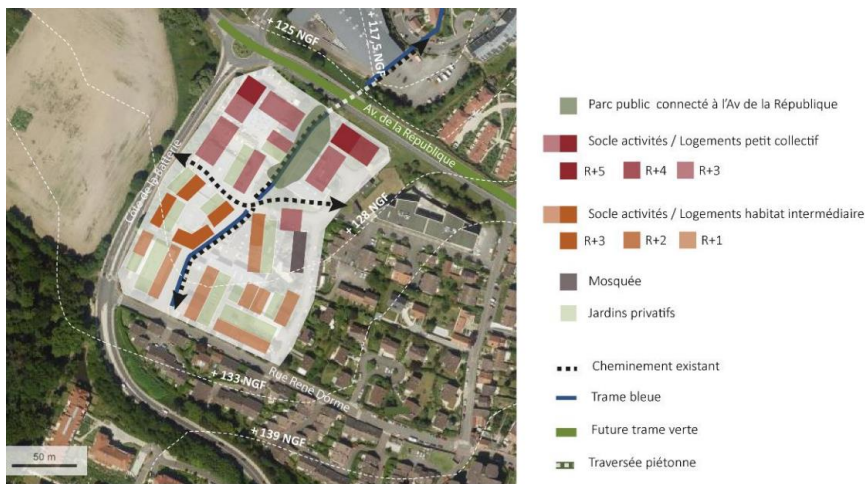 + 125 NGF
+ 117,5 NGF
Av. de la République
Côte de la Batterie
+ 128 NGF
+ 133 NGF
Rue René Dorme
+ 139 NGF
50 m
Parc public connecté à l'Av de la République
Socle activités / Logements petit collectif
R+5 R+4 R+3
Socle activités / Logements habitat intermédiaire
R+3 R+2 R+1
Mosquée
Jardins privatifs
Cheminement existant
Trame bleue
Future trame verte
Traversée piétonne